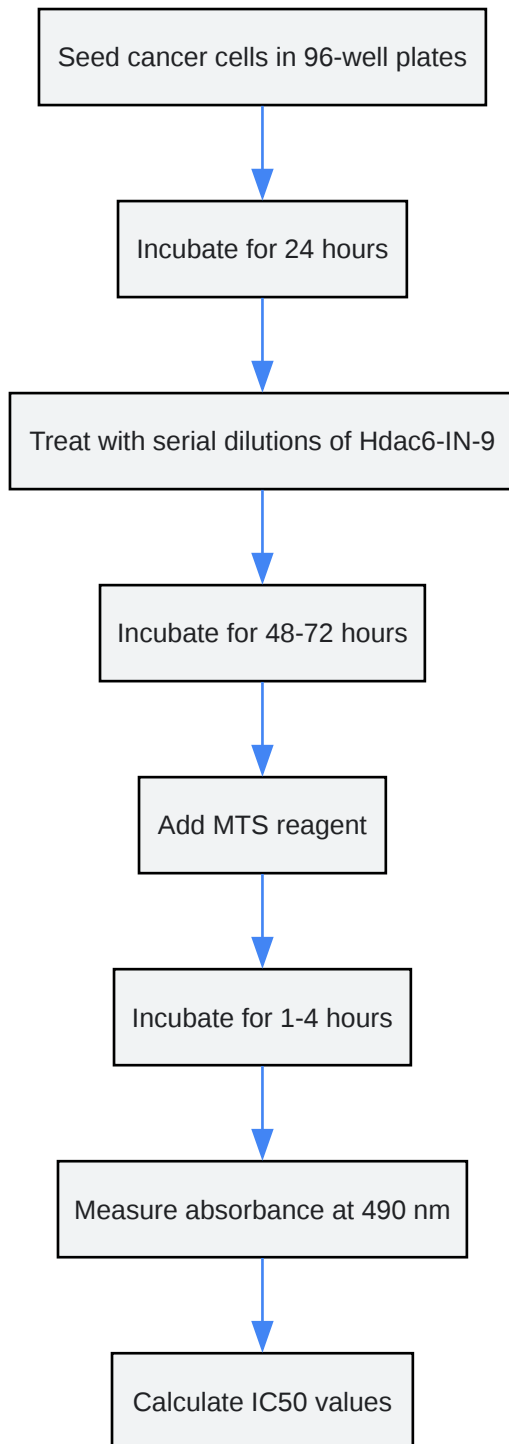 Seed cancer cells in 96-well plates
Incubate for 24 hours
Treat with serial dilutions of Hdac6-IN-9
Incubate for 48-72 hours
Add MTS reagent
Incubate for 1-4 hours
Measure absorbance at 490 nm
Calculate IC50 values